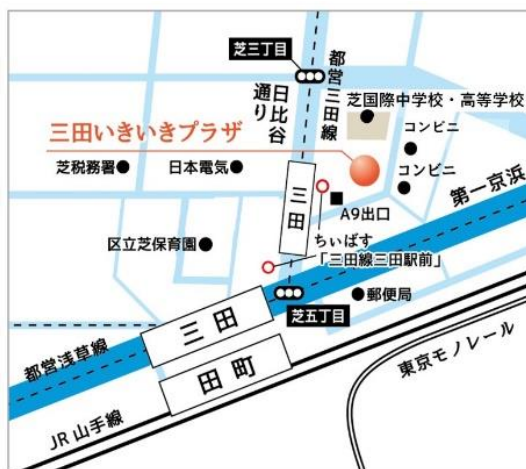 芝三丁目
都営三田線
日比谷通り
芝国際中学校・高等学校
コンビニ
三田いきいきプラザ
芝税務署
日本電気
コンビニ
第一京浜
三田
A9出口
ちぃばす
「三田線三田駅前」
区立芝保育園
郵便局
芝五丁目
三田
田町
都営浅草線
JR山手線
東京モノレール